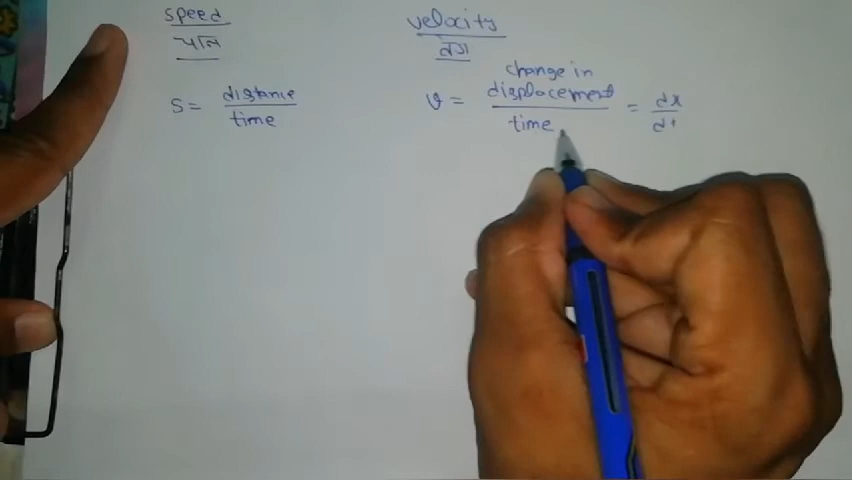 speed
चाल
s = distance / time
velocity
वेग
v = change in displacement / time = dx / dt